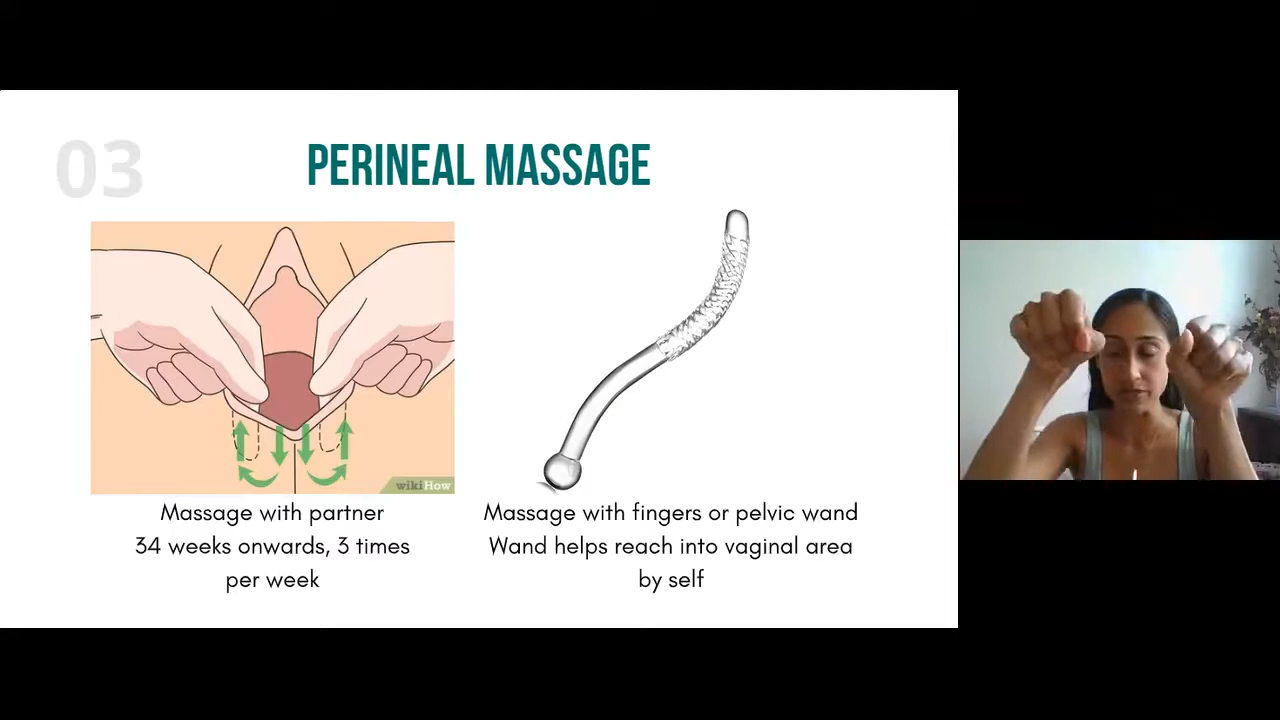 03
PERINEAL MASSAGE
wikiHow
Massage with partner
34 weeks onwards, 3 times
per week
Massage with fingers or pelvic wand
Wand helps reach into vaginal area
by self